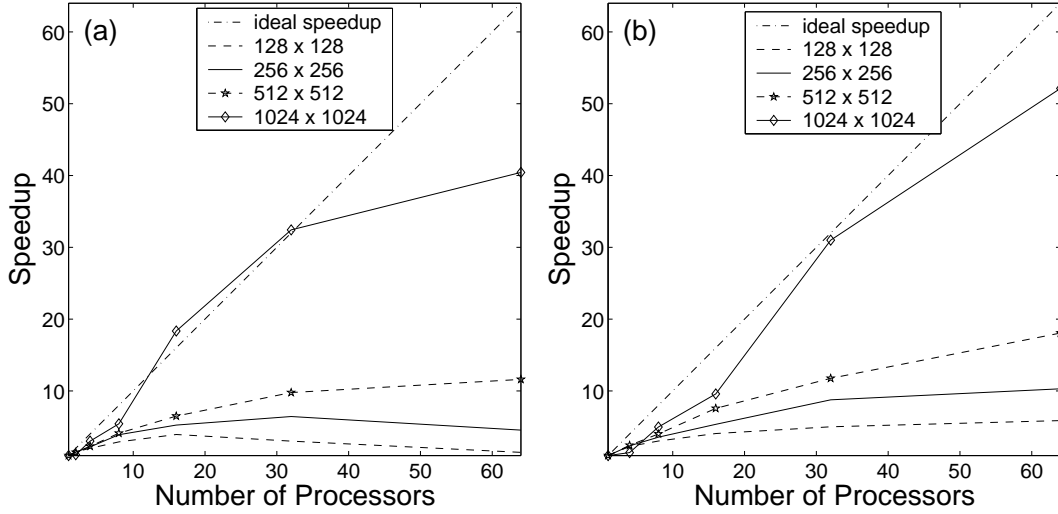 (a)
ideal speedup
128 x 128
256 x 256
512 x 512
1024 x 1024
60
50
40
30
20
10
Speedup
10 20 30 40 50 60
Number of Processors
(b)
ideal speedup
128 x 128
256 x 256
512 x 512
1024 x 1024
60
50
40
30
20
10
Speedup
10 20 30 40 50 60
Number of Processors